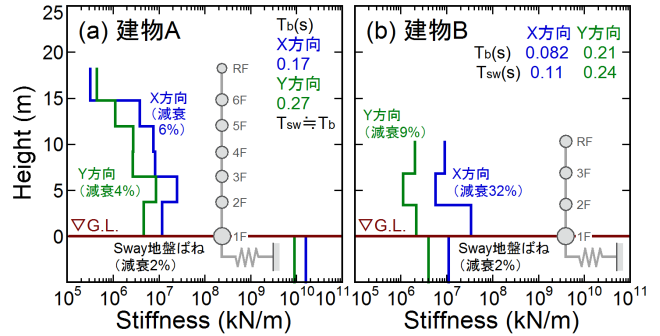 (a) 建物A
T_b(s)
X方向
0.17
Y方向
0.27
T_sw≒T_b
X方向
(減衰
6%)
Y方向
(減衰4%)
RF
6F
5F
4F
3F
2F
1F
▽G.L.
Sway地盤ばね
(減衰2%)
Height (m)
25
20
15
10
5
0
10^5 10^6 10^7 10^8 10^9 10^10 10^11
Stiffness (kN/m)
(b) 建物B
X方向 Y方向
T_b(s) 0.082 0.21
T_sw(s) 0.11 0.24
Y方向
(減衰9%)
X方向
(減衰32%)
RF
3F
2F
1F
▽G.L.
Sway地盤ばね
(減衰2%)
10^5 10^6 10^7 10^8 10^9 10^10 10^11
Stiffness (kN/m)